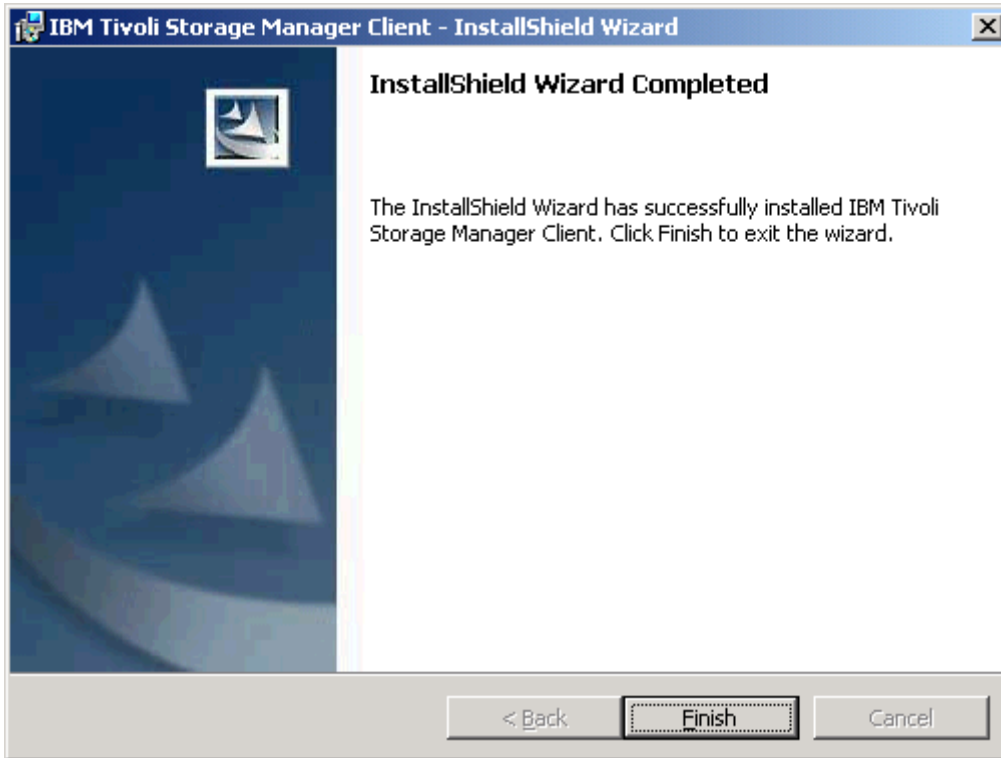 IBM Tivoli Storage Manager Client - InstallShield Wizard
InstallShield Wizard Completed
The InstallShield Wizard has successfully installed IBM Tivoli
Storage Manager Client. Click Finish to exit the wizard.
< Back
Finish
Cancel